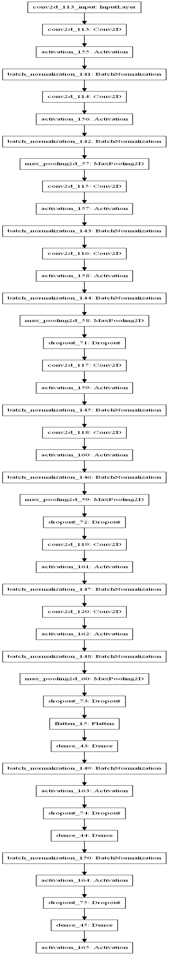 conv2d_113_input: InputLayer
conv2d_113: Conv2D
activation_155: Activation
batch_normalization_141: BatchNormalization
conv2d_114: Conv2D
activation_156: Activation
batch_normalization_142: BatchNormalization
max_pooling2d_57: MaxPooling2D
conv2d_115: Conv2D
activation_157: Activation
batch_normalization_143: BatchNormalization
conv2d_116: Conv2D
activation_158: Activation
batch_normalization_144: BatchNormalization
max_pooling2d_58: MaxPooling2D
dropout_71: Dropout
conv2d_117: Conv2D
activation_159: Activation
batch_normalization_145: BatchNormalization
conv2d_118: Conv2D
activation_160: Activation
batch_normalization_146: BatchNormalization
max_pooling2d_59: MaxPooling2D
dropout_72: Dropout
conv2d_119: Conv2D
activation_161: Activation
batch_normalization_147: BatchNormalization
conv2d_120: Conv2D
activation_162: Activation
batch_normalization_148: BatchNormalization
max_pooling2d_60: MaxPooling2D
dropout_73: Dropout
flatten_15: Flatten
dense_43: Dense
batch_normalization_149: BatchNormalization
activation_163: Activation
dropout_74: Dropout
dense_44: Dense
batch_normalization_150: BatchNormalization
activation_164: Activation
dropout_75: Dropout
dense_45: Dense
activation_165: Activation